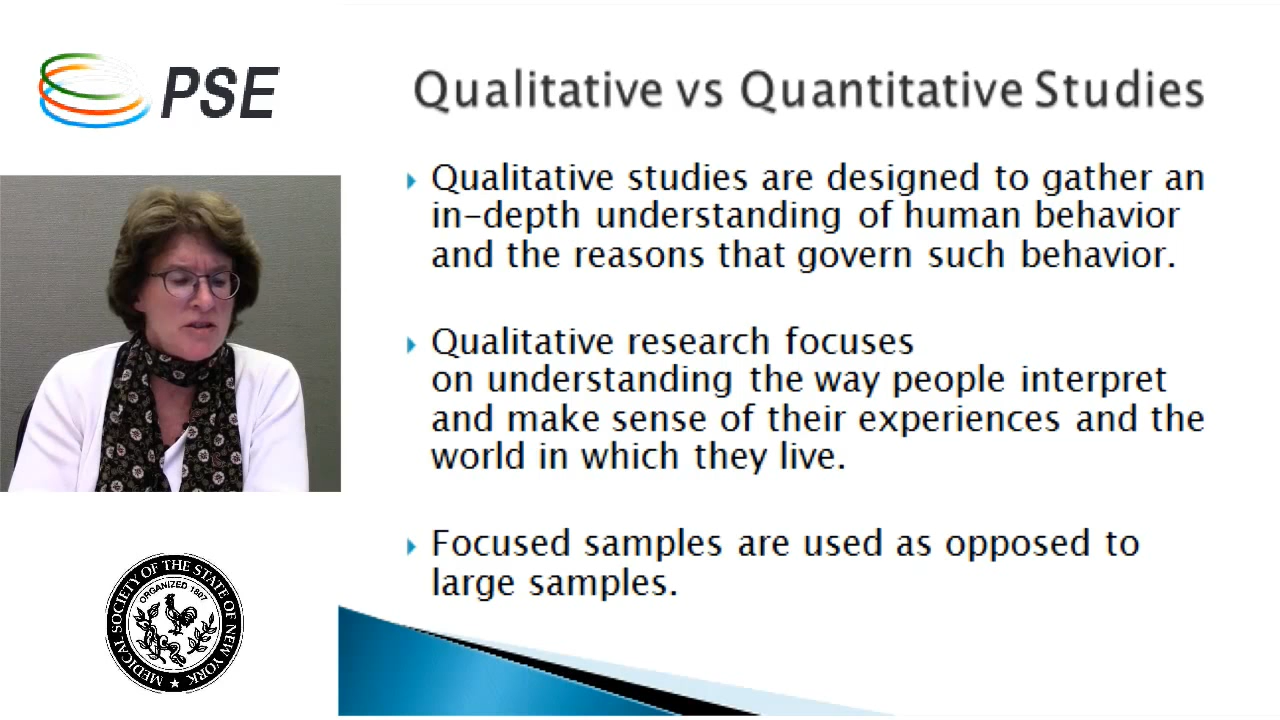 PSE
Qualitative vs Quantitative Studies
Qualitative studies are designed to gather an
in-depth understanding of human behavior
and the reasons that govern such behavior.
Qualitative research focuses
on understanding the way people interpret
and make sense of their experiences and the
world in which they live.
Focused samples are used as opposed to
large samples.
MEDICAL SOCIETY OF THE STATE OF NEW YORK
ORGANIZED 1807